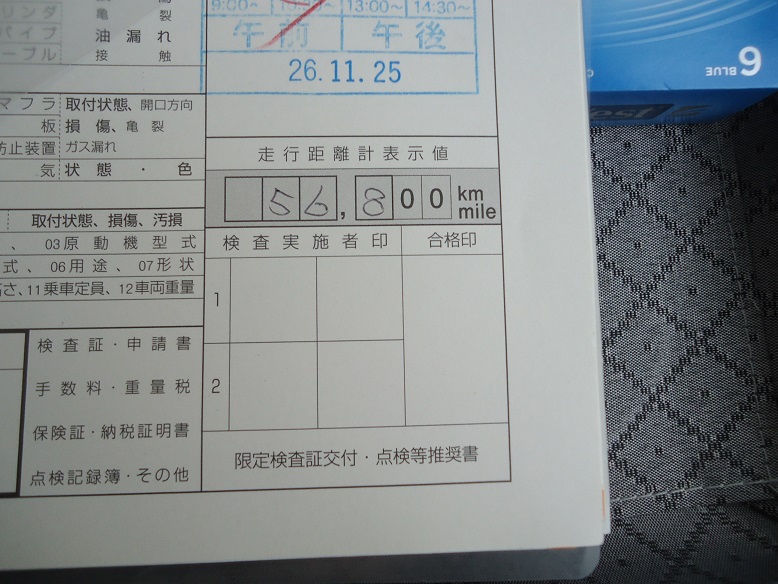 リンダ 亀 裂
パイプ 油 漏 れ
ーブル 接 触
9:00~ 13:00~ 14:30~
午前 午後
26.11.25
マフラ 取付状態、開口方向
板 損 傷、亀 裂
防止装置 ガス漏れ
気 状 態 ・ 色
走行距離計表示値
56,800 km
mile
取付状態、損傷、汚損
、 03原動機型式
式、06用途、07形状
高さ、11乗車定員、12車両重量
検査実施者印 合格印
1
2
検査証・申請書
手数料・重量税
保険証・納税証明書
点検記録簿・その他
限定検査証交付・点検等推奨書
6 BLUE